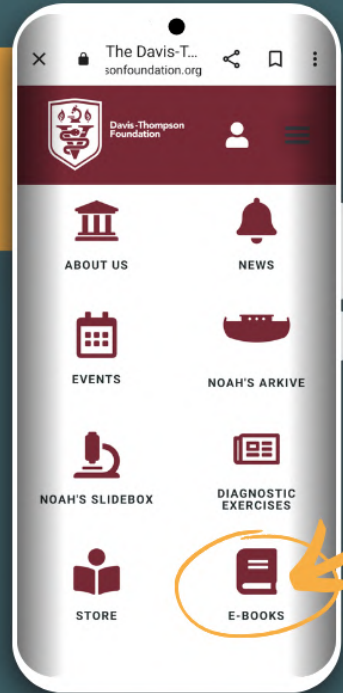 The Davis-T...
sonfoundation.org
Davis-Thompson
Foundation
ABOUT US
NEWS
EVENTS
NOAH'S ARKIVE
NOAH'S SLIDEBOX
DIAGNOSTIC
EXERCISES
STORE
E-BOOKS